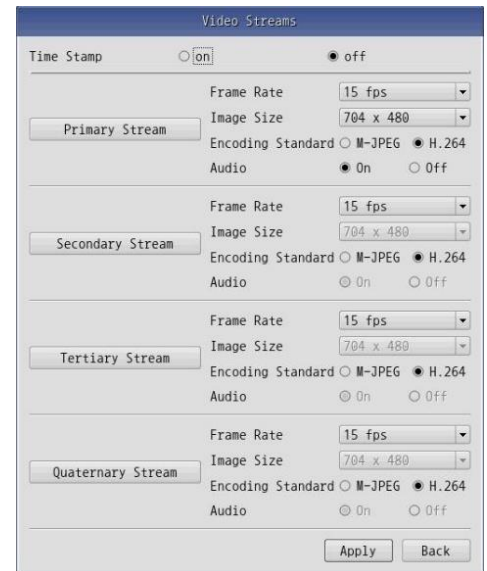 Video Streams
Time Stamp on off
Frame Rate 15 fps
Primary Stream
Image Size 704 x 480
Encoding Standard M-JPEG H.264
Audio On Off
Frame Rate 15 fps
Secondary Stream
Image Size 704 x 480
Encoding Standard M-JPEG H.264
Audio On Off
Frame Rate 15 fps
Tertiary Stream
Image Size 704 x 480
Encoding Standard M-JPEG H.264
Audio On Off
Frame Rate 15 fps
Quaternary Stream
Image Size 704 x 480
Encoding Standard M-JPEG H.264
Audio On Off
Apply Back